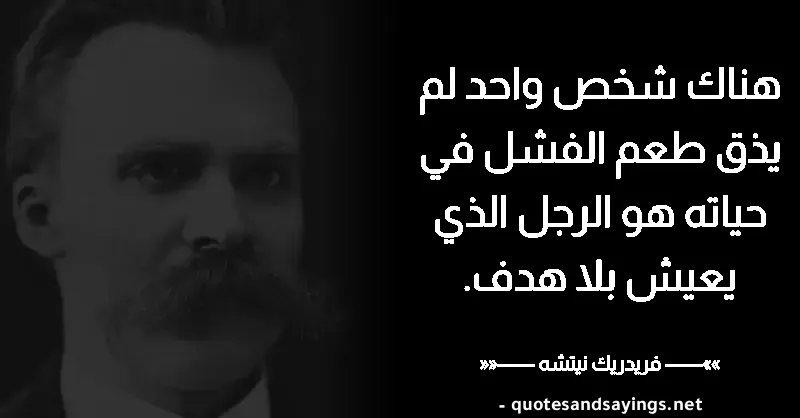 هناك شخص واحد لم
يذق طعم الفشل في
حياته هو الرجل الذي
يعيش بلا هدف.
»»—— فريدريك نيتشه ——««
- quotesandsayings.net